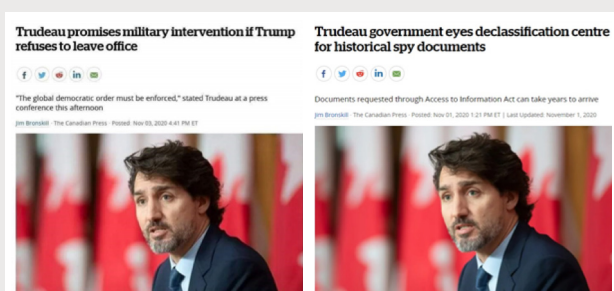 Trudeau promises military intervention if Trump
refuses to leave office
"The global democratic order must be enforced," stated Trudeau at a press
conference this afternoon
Jim Bronskill · The Canadian Press · Posted: Nov 03, 2020 4:41 PM ET
Trudeau government eyes declassification centre
for historical spy documents
Documents requested through Access to Information Act can take years to arrive
Jim Bronskill · The Canadian Press · Posted: Nov 01, 2020 1:21 PM ET | Last Updated: November 1, 2020